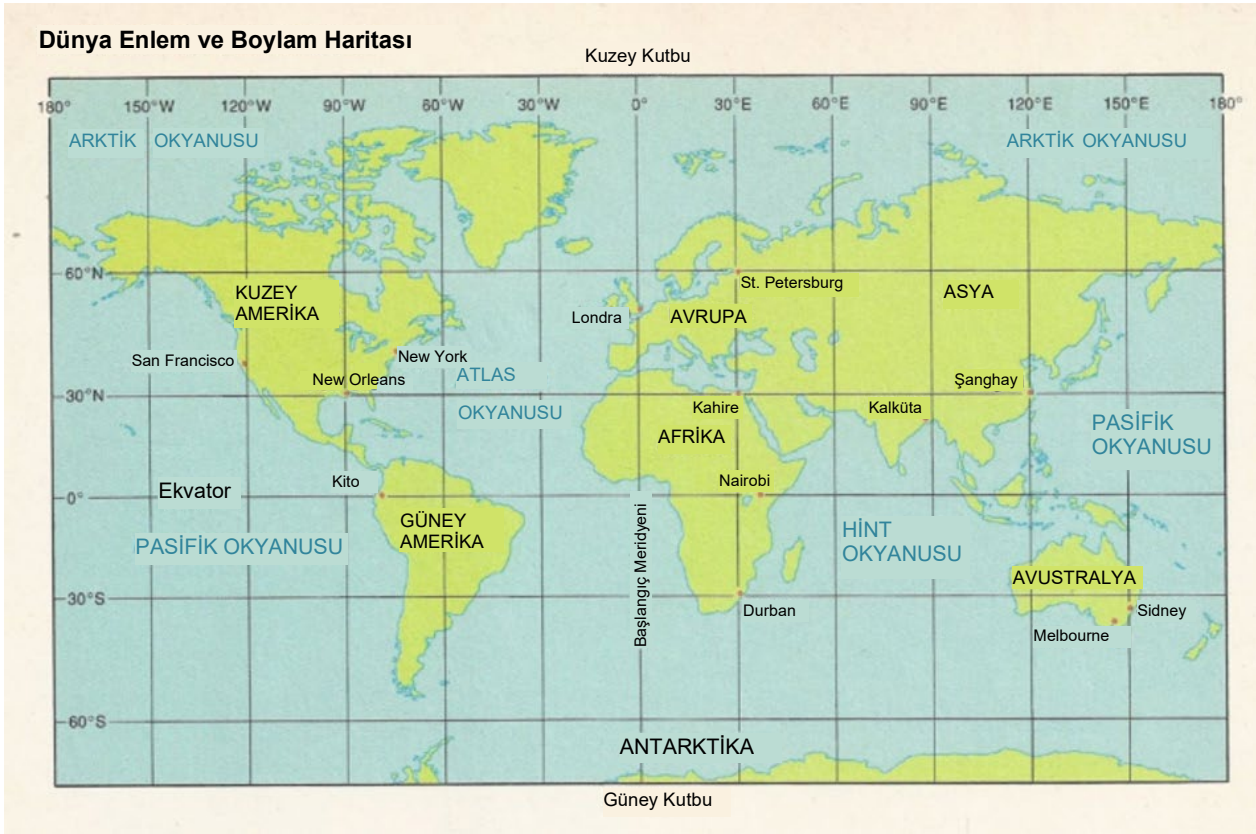 Dünya Enlem ve Boylam Haritası
Kuzey Kutbu
180° 150°W 120°W 90°W 60°W 30°W 0° 30°E 60°E 90°E 120°E 150°E 180°
ARKTİK OKYANUSU
ARKTİK OKYANUSU
60°N
St. Petersburg
KUZEY
AMERİKA
ASYA
Londra
AVRUPA
San Francisco
New York
New Orleans
ATLAS
OKYANUSU
Şanghay
30°N
Kahire
Kalküta
PASİFİK
OKYANUSU
AFRİKA
Kito
Nairobi
Ekvator
0°
GÜNEY
AMERİKA
PASİFİK OKYANUSU
Başlangıç Meridyeni
HİNT
OKYANUSU
AVUSTRALYA
30°S
Durban
Sidney
Melbourne
60°S
ANTARKTİKA
Güney Kutbu